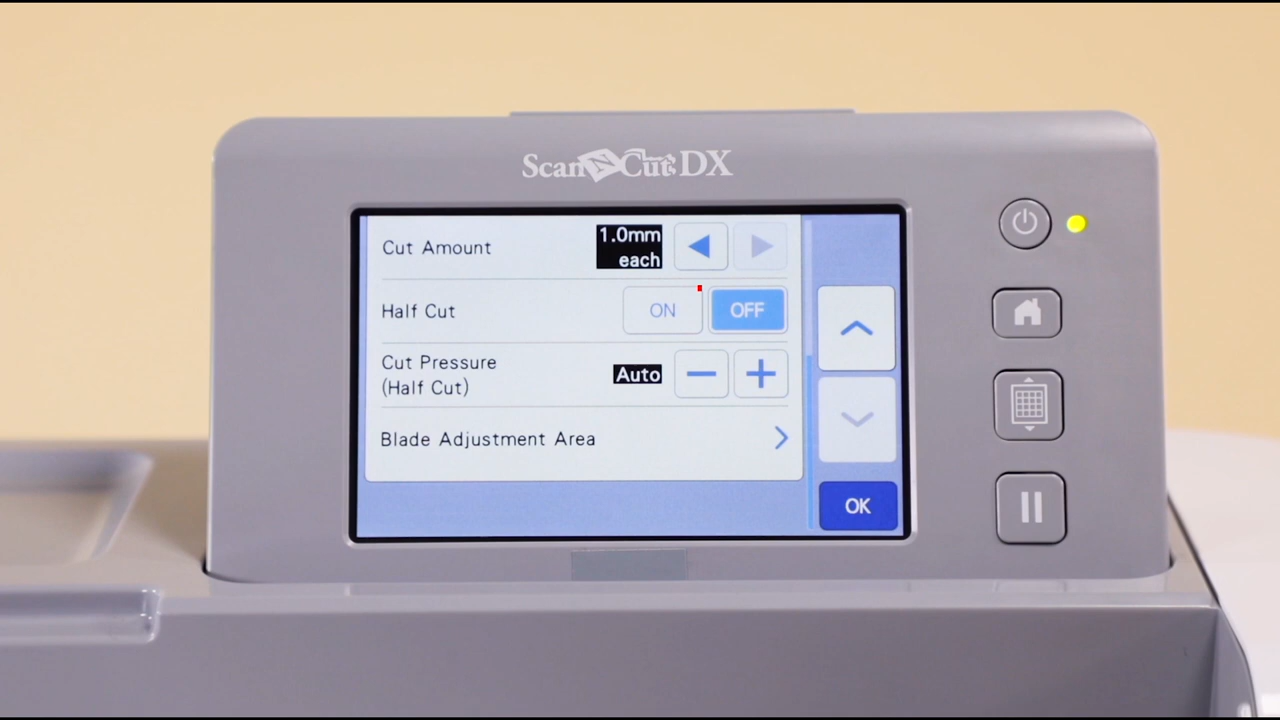 ScanNCut DX
Cut Amount
1.0mm
each
Half Cut
ON
OFF
Cut Pressure
(Half Cut)
Auto
Blade Adjustment Area
OK